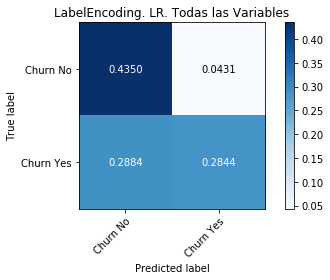 LabelEncoding. LR. Todas las Variables
True label
Churn No
Churn Yes
0.4350
0.0431
0.2884
0.2844
Churn No
Churn Yes
Predicted label
0.40
0.35
0.30
0.25
0.20
0.15
0.10
0.05